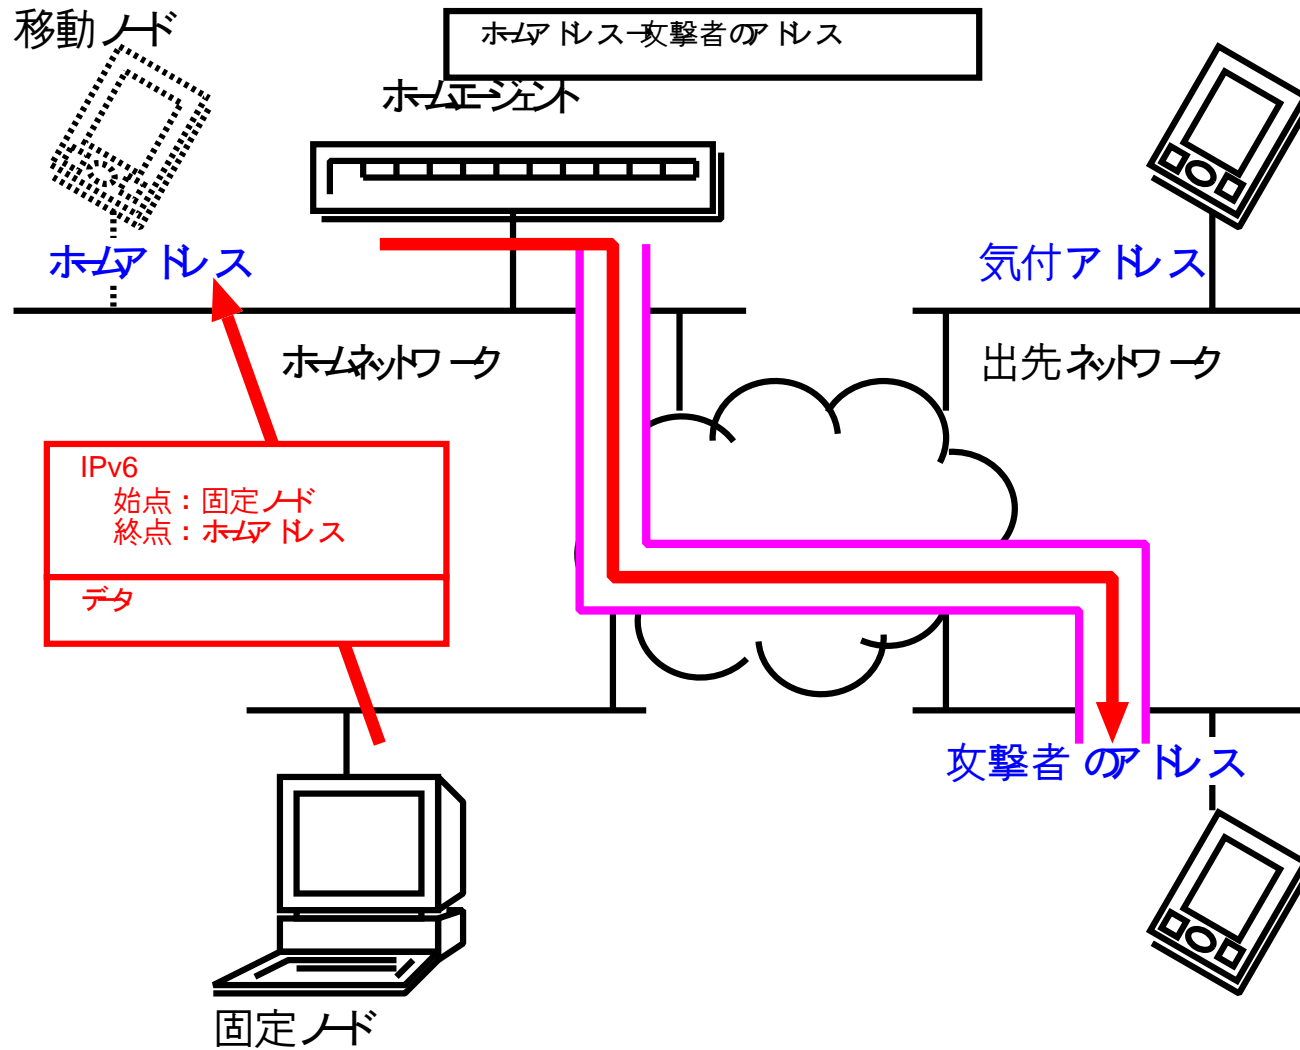 移動ノード
ホームアドレス→攻撃者のアドレス
ホームエージェント
ホームアドレス
気付アドレス
ホームネットワーク
出先ネットワーク
IPv6
始点：固定ノード
終点：ホームアドレス
データ
攻撃者のアドレス
固定ノード